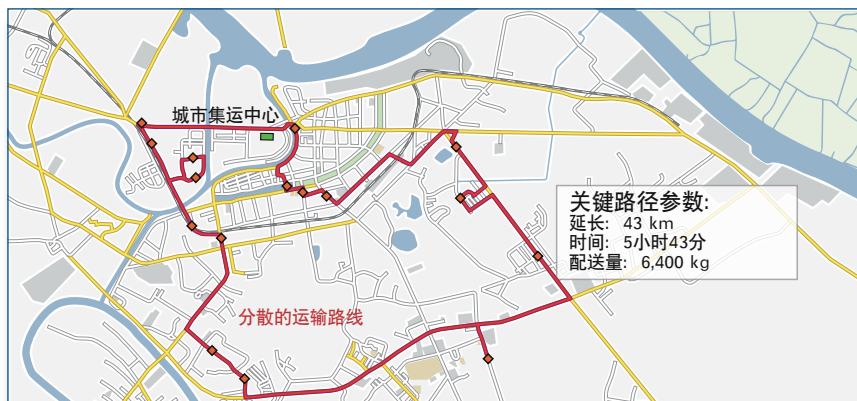 城市集运中心
关键路径参数:
延长: 43 km
时间: 5小时43分
配送量: 6,400 kg
分散的运输路线